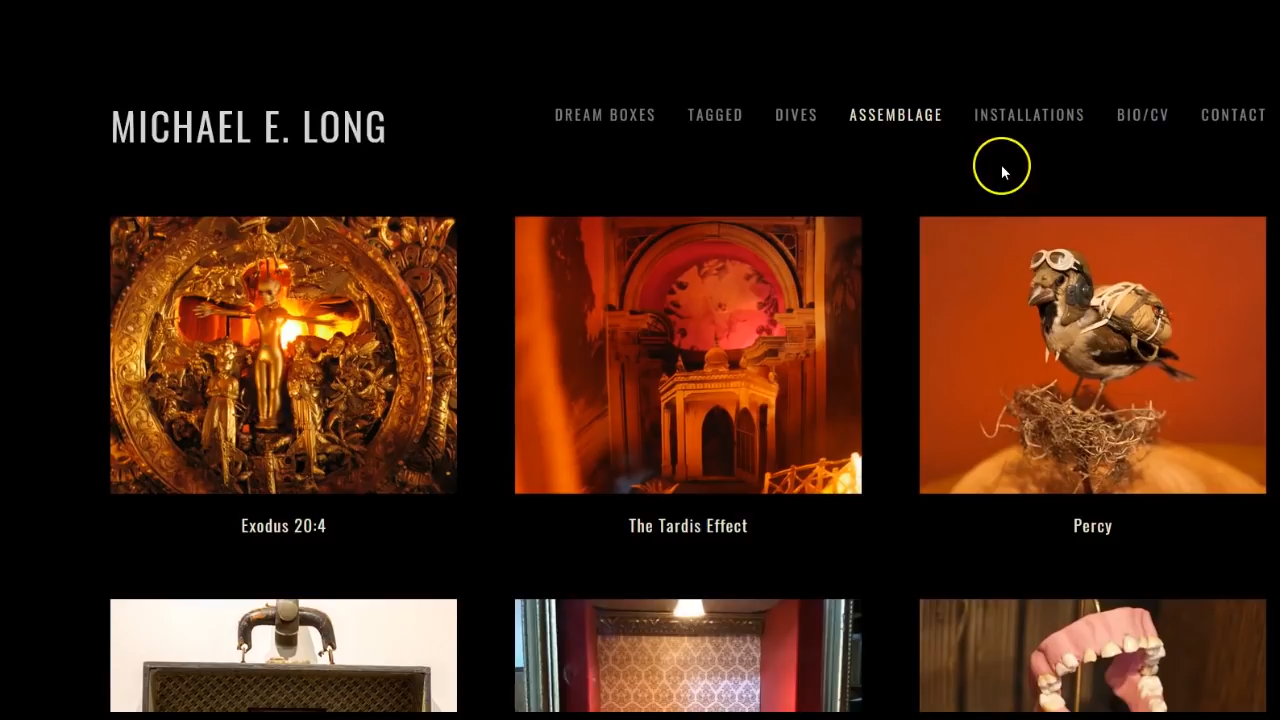 MICHAEL E. LONG
DREAM BOXES TAGGED DIVES ASSEMBLAGE INSTALLATIONS BIO/CV CONTACT
Exodus 20:4
The Tardis Effect
Percy